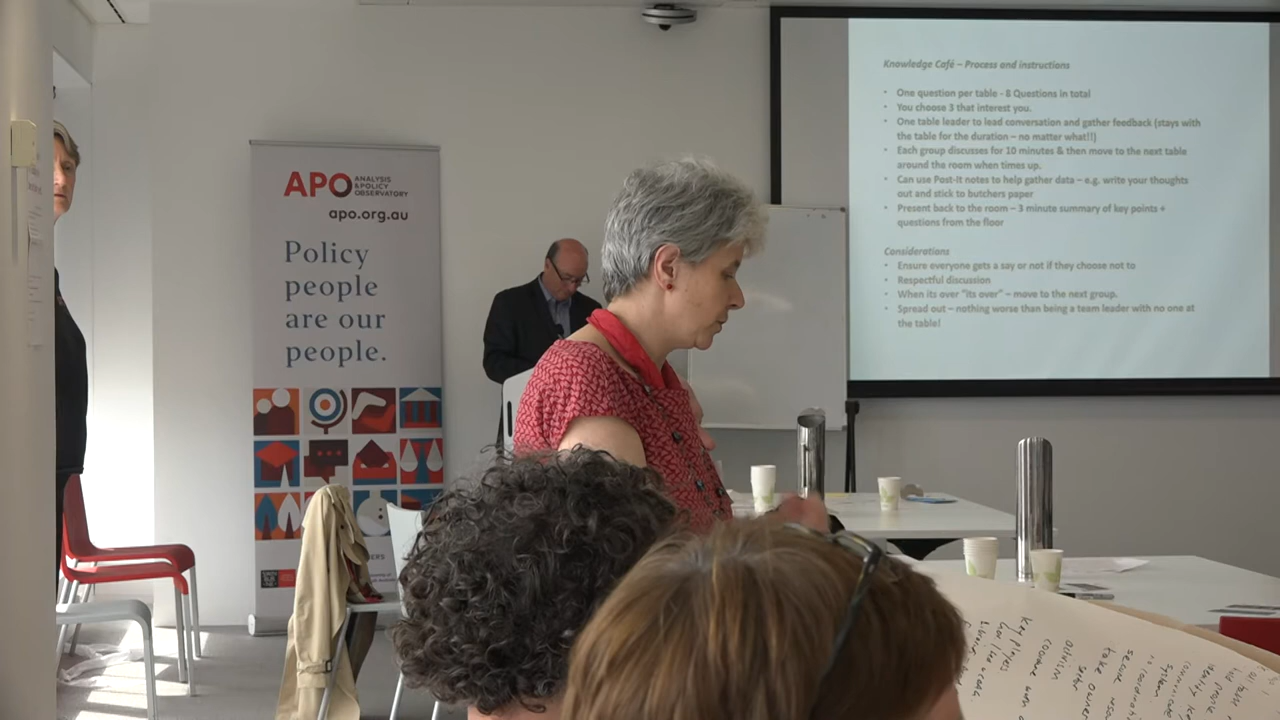 APO ANALYSIS
& POLICY
OBSERVATORY
apo.org.au
Policy
people
are our
people.
Knowledge Café – Process and instructions
• One question per table - 8 Questions in total
• You choose 3 that interest you.
• One table leader to lead conversation and gather feedback (stays with
the table for the duration – no matter what!!)
• Each group discusses for 10 minutes & then move to the next table
around the room when times up.
• Can use Post-It notes to help gather data – e.g. write your thoughts
out and stick to butchers paper
• Present back to the room – 3 minute summary of key points +
questions from the floor
Considerations
• Ensure everyone gets a say or not if they choose not to
• Respectful discussion
• When its over "its over" – move to the next group.
• Spread out – nothing worse than being a team leader with no one at
the table!